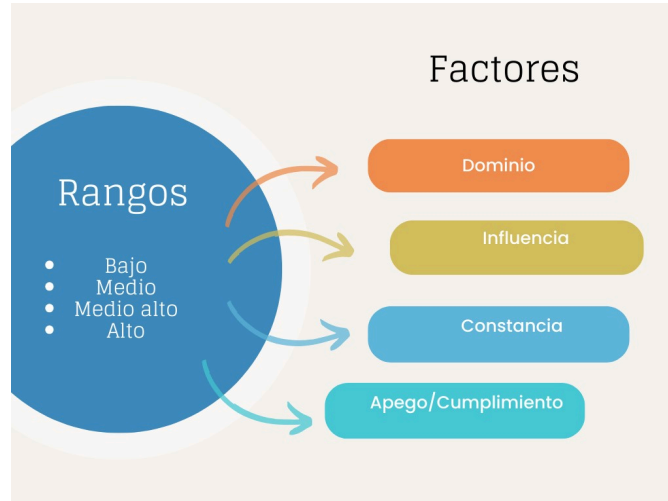 Factores
Rangos
Bajo
Medio
Medio alto
Alto
Dominio
Influencia
Constancia
Apego/Cumplimiento